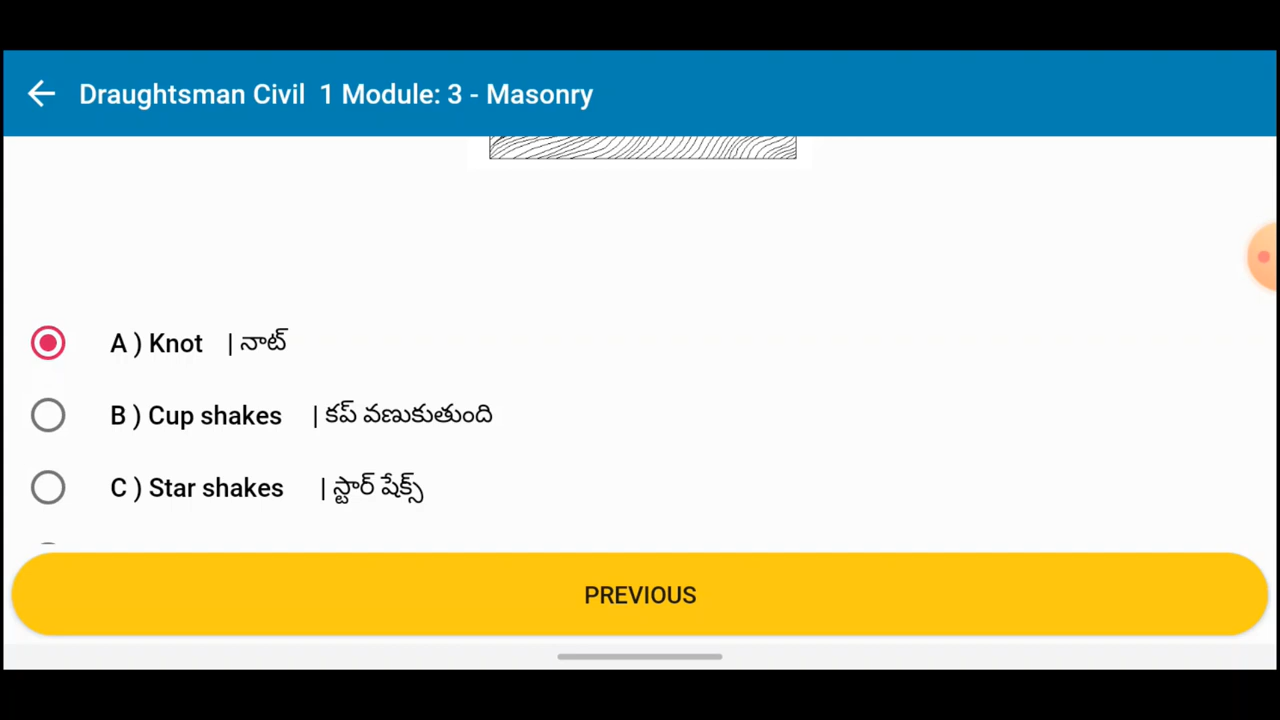 Draughtsman Civil 1 Module: 3 - Masonry
A ) Knot | నాట్
B ) Cup shakes | కప్ వణుకుతుంది
C ) Star shakes | స్టార్ షేక్స్
PREVIOUS